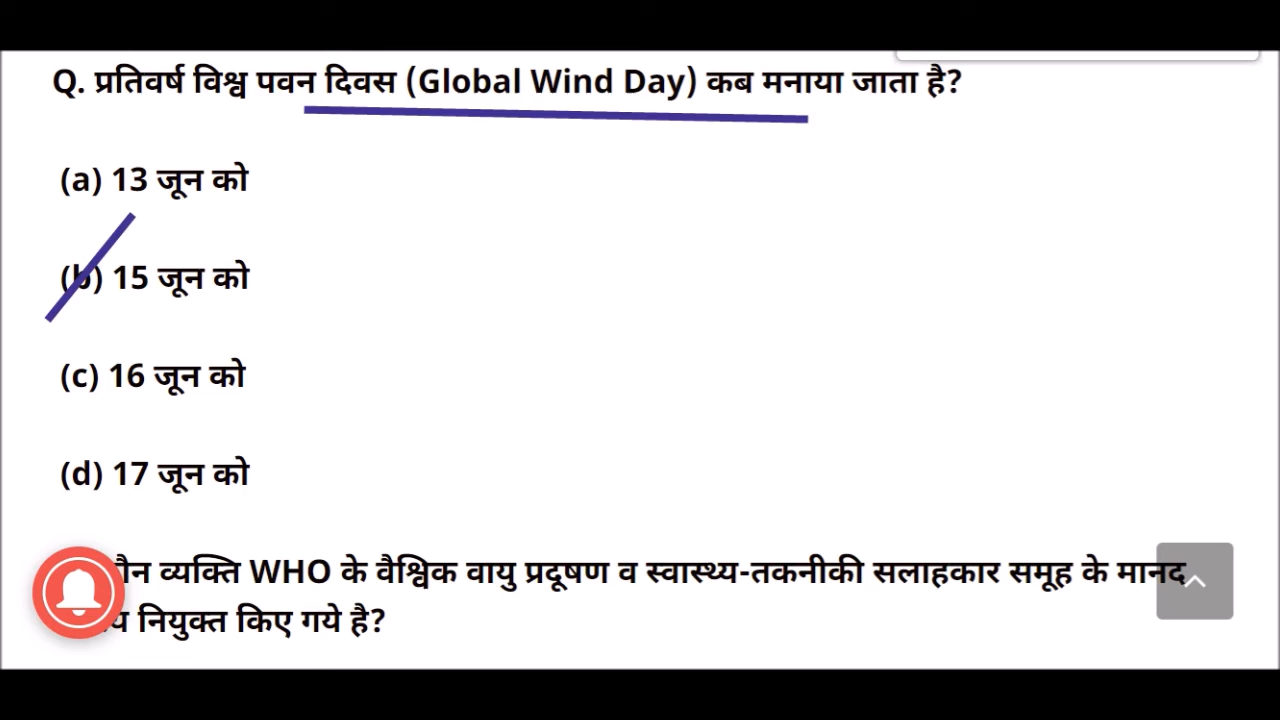 Q. प्रतिवर्ष विश्व पवन दिवस (Global Wind Day) कब मनाया जाता है?
(a) 13 जून को
(b) 15 जून को
(c) 16 जून को
(d) 17 जून को
व्यक्ति WHO के वैश्विक वायु प्रदूषण व स्वास्थ्य-तकनीकी सलाहकार समूह के मानद
नियुक्त किए गये है?